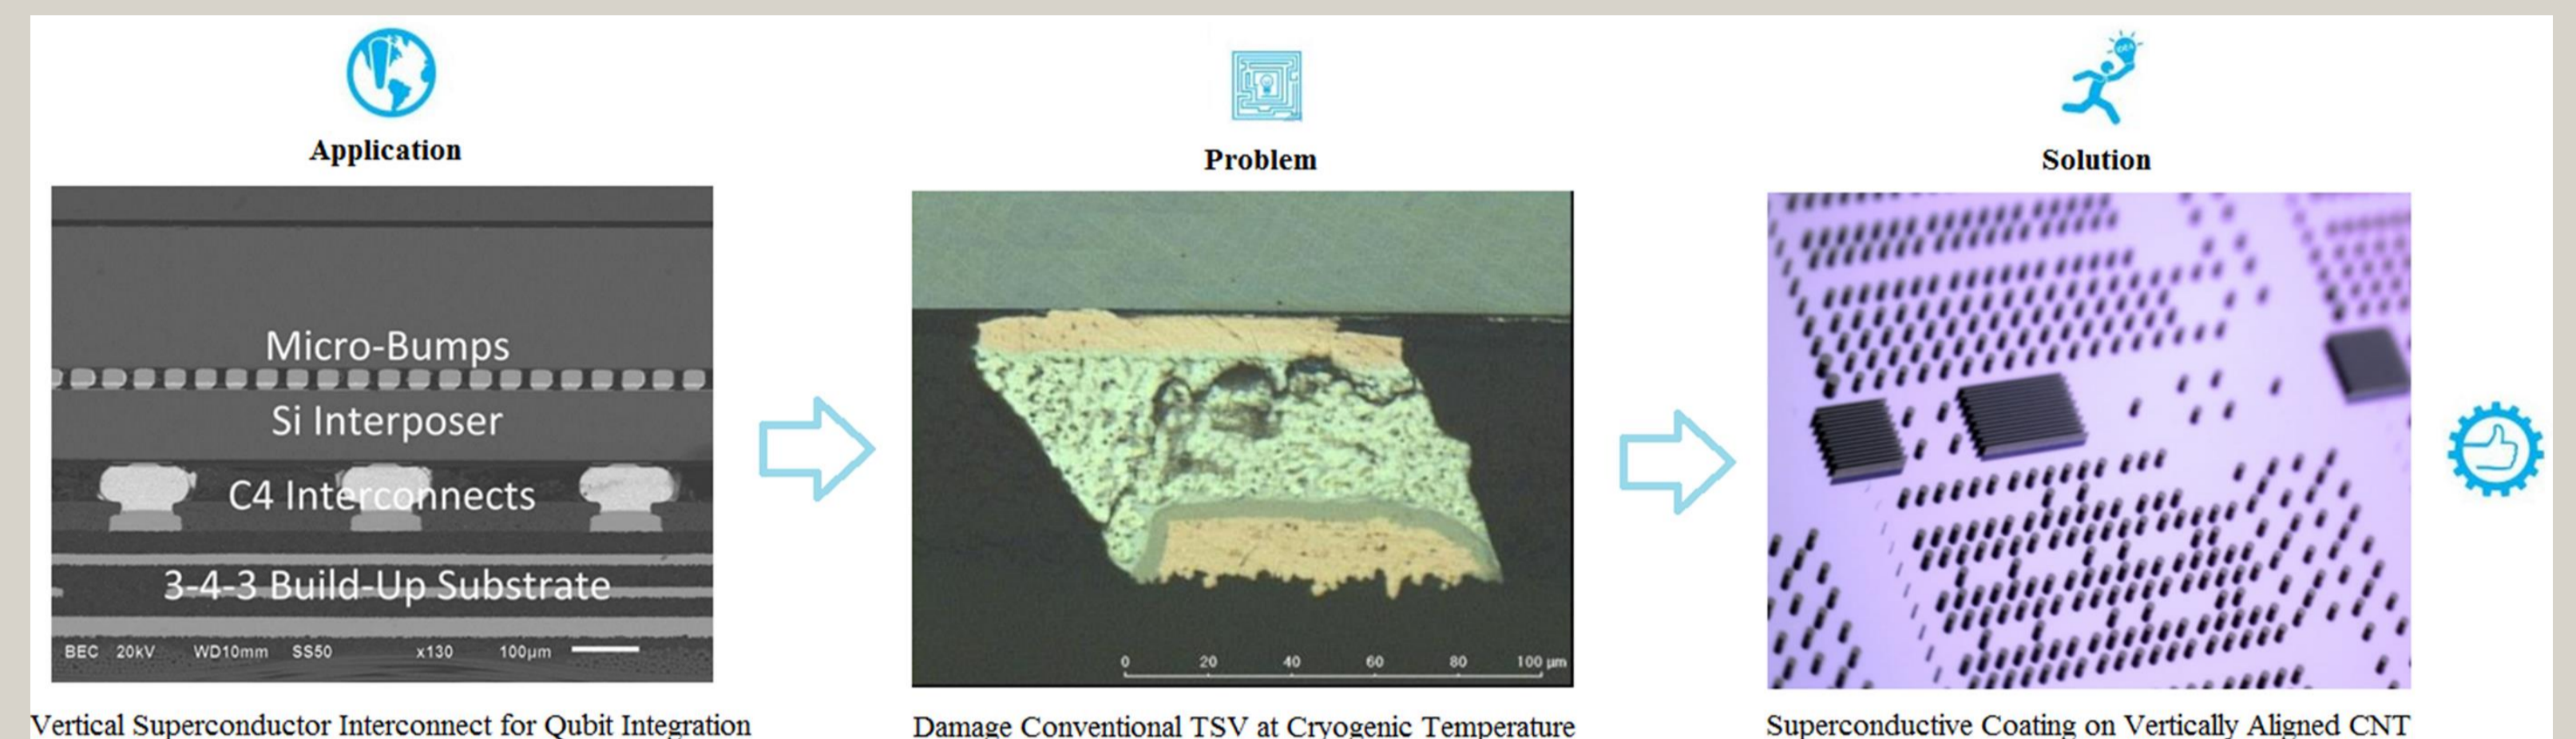 Application
Problem
IDEA
Solution
Micro-Bumps
Si Interposer
C4 Interconnects
3-4-3 Build-Up Substrate
BEC 20kV WD10mm SS50 x130 100µm
0 20 40 60 80 100 µm
Vertical Superconductor Interconnect for Qubit Integration
Damage Conventional TSV at Cryogenic Temperature
Superconductive Coating on Vertically Aligned CNT